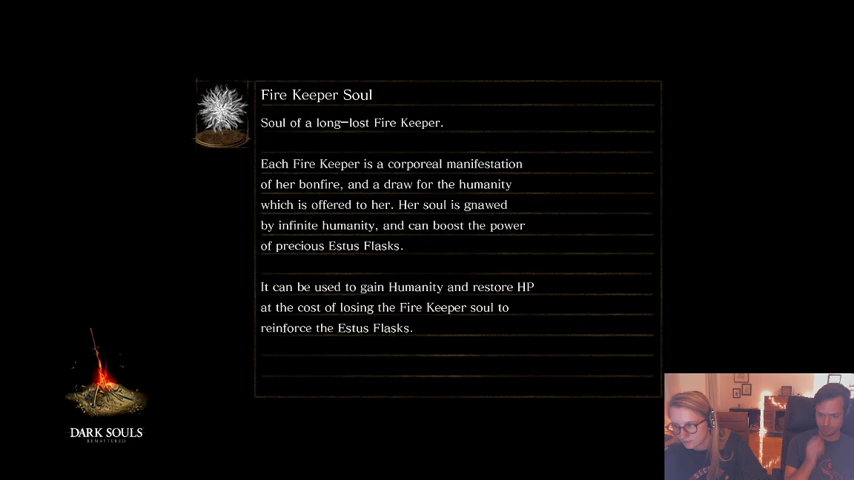 Fire Keeper Soul
Soul of a long-lost Fire Keeper.
Each Fire Keeper is a corporeal manifestation
of her bonfire, and a draw for the humanity
which is offered to her. Her soul is gnawed
by infinite humanity, and can boost the power
of precious Estus Flasks.
It can be used to gain Humanity and restore HP
at the cost of losing the Fire Keeper soul to
reinforce the Estus Flasks.
DARK SOULS
REMASTERED